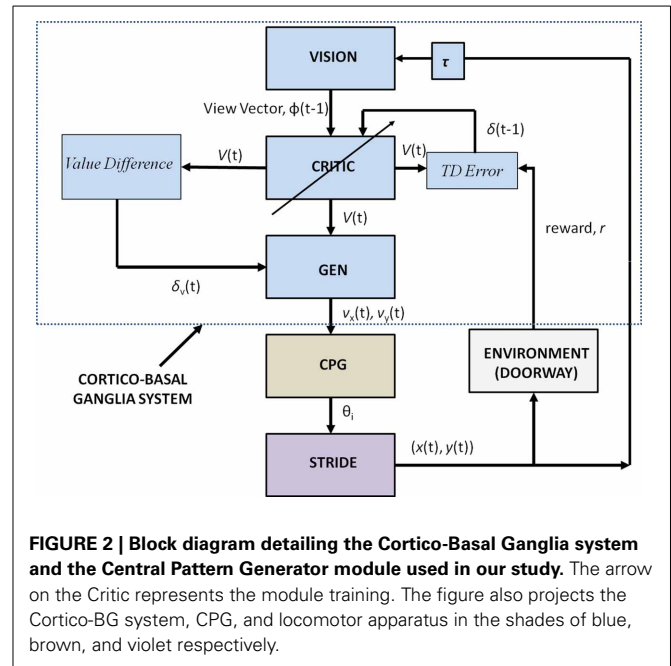 VISION
τ
View Vector, ϕ(t-1)
δ(t-1)
Value Difference
V(t)
CRITIC
V(t)
TD Error
V(t)
reward, r
GEN
δv(t)
vx(t), vy(t)
CORTICO-BASAL
GANGLIA SYSTEM
CPG
ENVIRONMENT
(DOORWAY)
θi
STRIDE
(x(t), y(t))
FIGURE 2 | Block diagram detailing the Cortico-Basal Ganglia system
and the Central Pattern Generator module used in our study. The arrow
on the Critic represents the module training. The figure also projects the
Cortico-BG system, CPG, and locomotor apparatus in the shades of blue,
brown, and violet respectively.